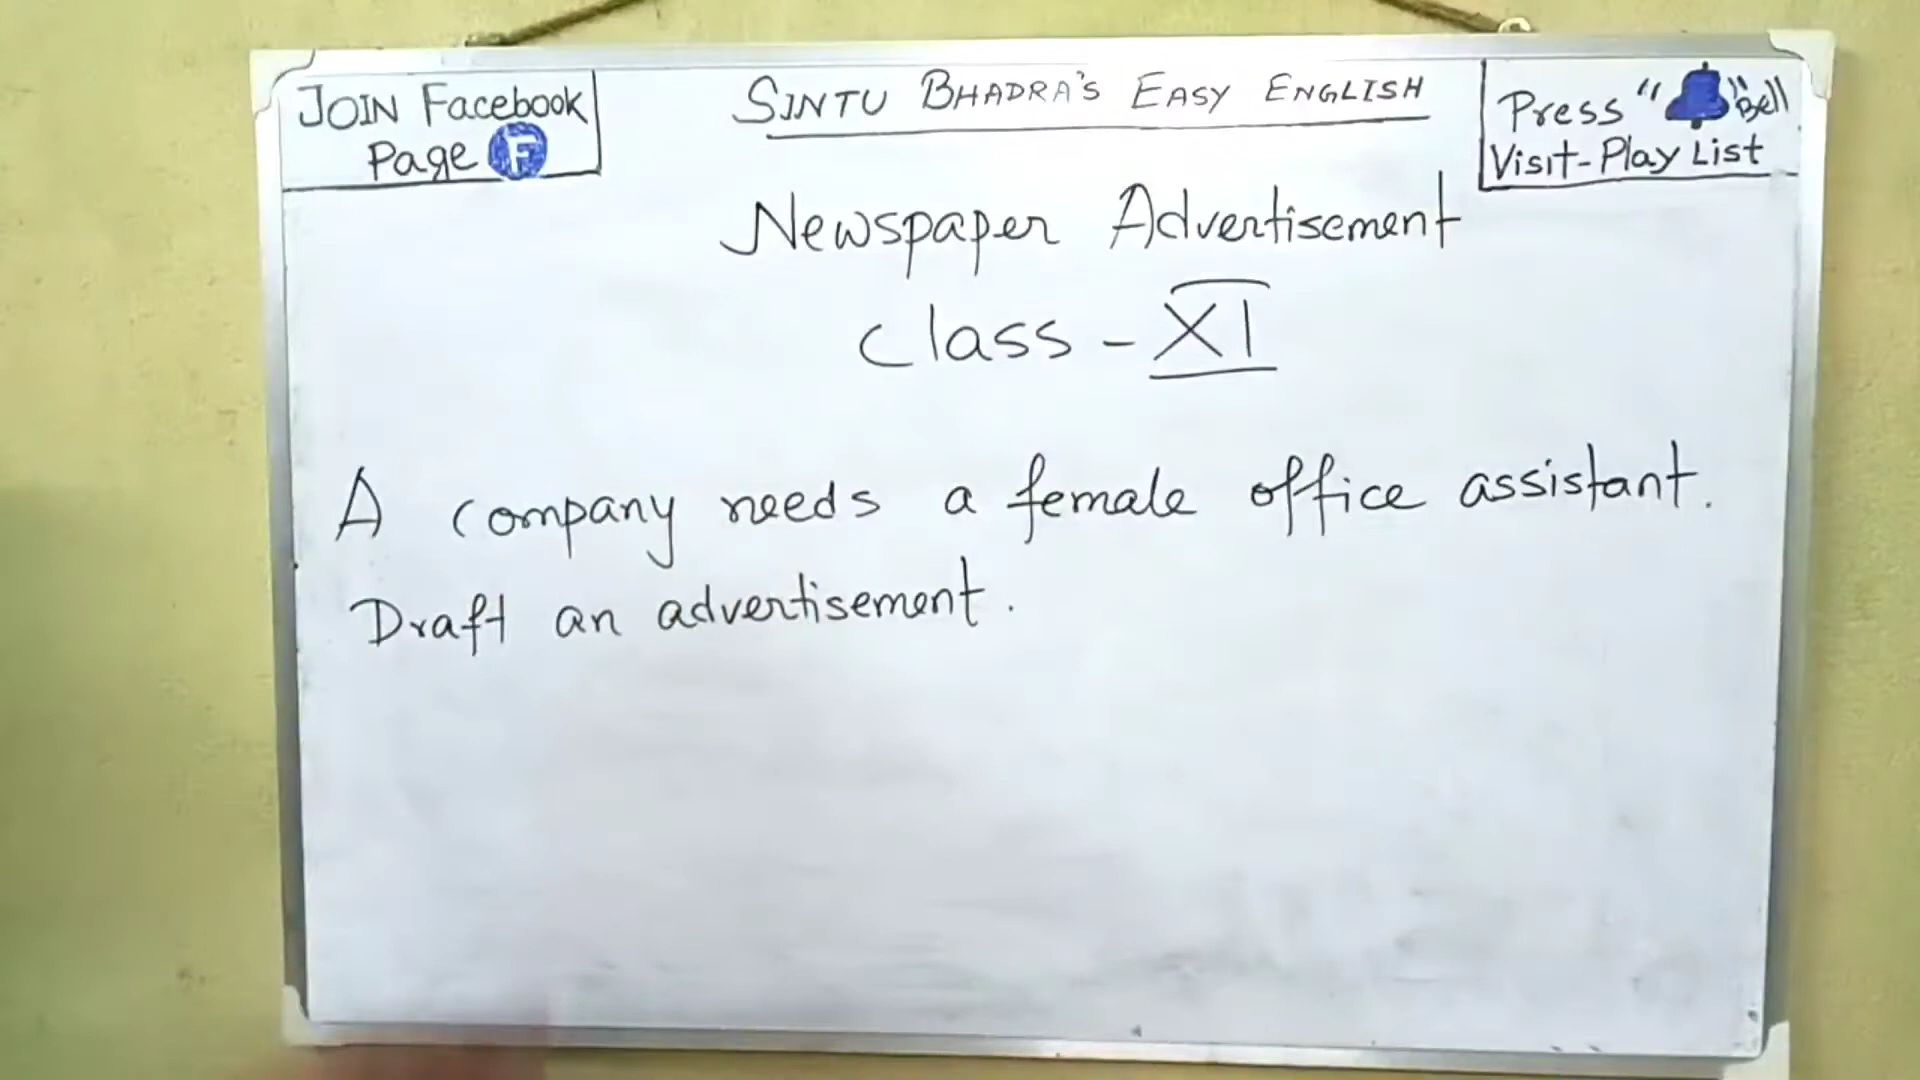 JOIN Facebook
Page F
SINTU BHADRA'S EASY ENGLISH
Press " " Bell
Visit-Play List
Newspaper Advertisement
Class - XI
A company needs a female office assistant.
Draft an advertisement.